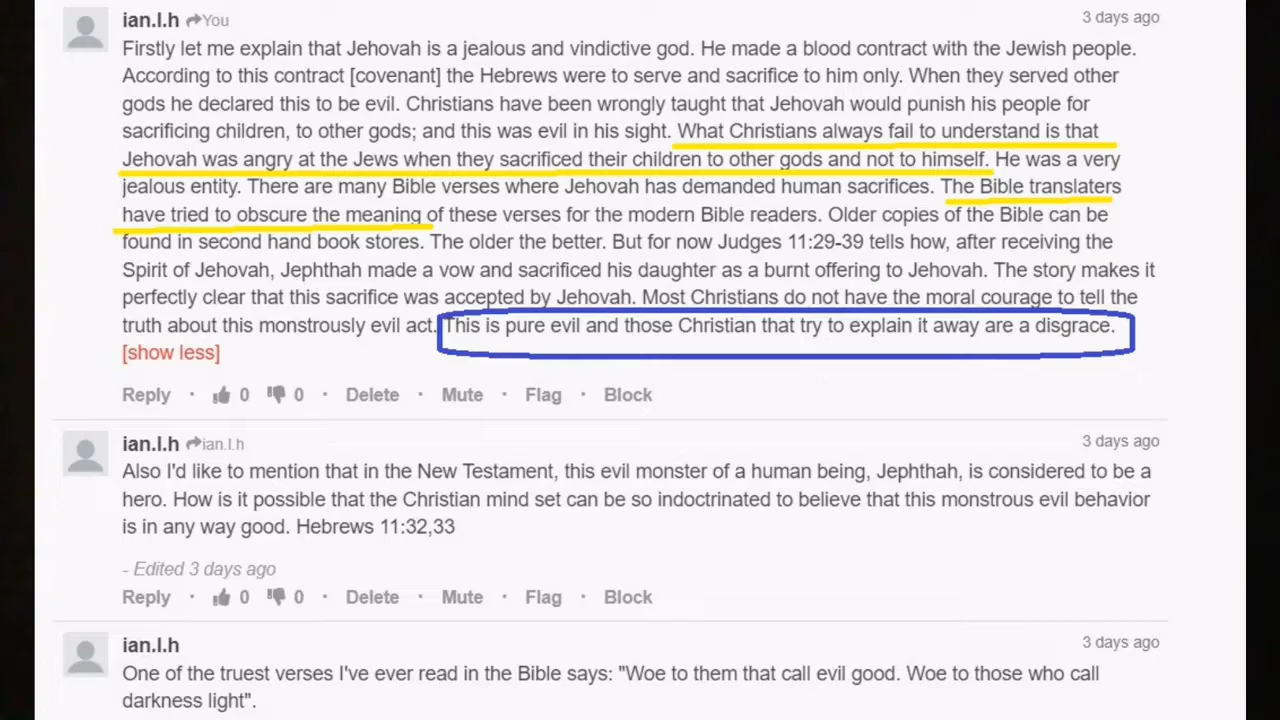 ian.l.h You 3 days ago
Firstly let me explain that Jehovah is a jealous and vindictive god. He made a blood contract with the Jewish people.
According to this contract [covenant] the Hebrews were to serve and sacrifice to him only. When they served other
gods he declared this to be evil. Christians have been wrongly taught that Jehovah would punish his people for
sacrificing children, to other gods; and this was evil in his sight. What Christians always fail to understand is that
Jehovah was angry at the Jews when they sacrificed their children to other gods and not to himself. He was a very
jealous entity. There are many Bible verses where Jehovah has demanded human sacrifices. The Bible translaters
have tried to obscure the meaning of these verses for the modern Bible readers. Older copies of the Bible can be
found in second hand book stores. The older the better. But for now Judges 11:29-39 tells how, after receiving the
Spirit of Jehovah, Jephthah made a vow and sacrificed his daughter as a burnt offering to Jehovah. The story makes it
perfectly clear that this sacrifice was accepted by Jehovah. Most Christians do not have the moral courage to tell the
truth about this monstrously evil act. This is pure evil and those Christian that try to explain it away are a disgrace.
[show less]
Reply · 0 0 · Delete · Mute · Flag · Block
ian.l.h ian.l.h 3 days ago
Also I'd like to mention that in the New Testament, this evil monster of a human being, Jephthah, is considered to be a
hero. How is it possible that the Christian mind set can be so indoctrinated to believe that this monstrous evil behavior
is in any way good. Hebrews 11:32,33
- Edited 3 days ago
Reply · 0 0 · Delete · Mute · Flag · Block
ian.l.h 3 days ago
One of the truest verses I've ever read in the Bible says: "Woe to them that call evil good. Woe to those who call
darkness light".